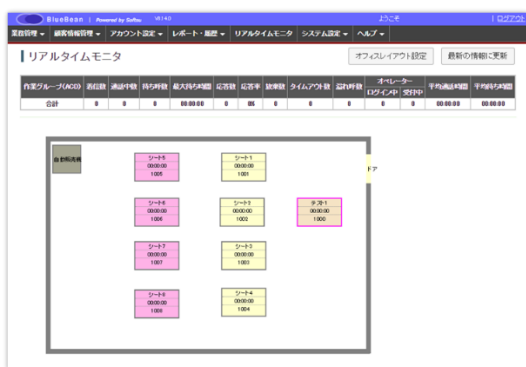 BlueBean Powered by Softsu V3.14.0 ようこそ | ログアウト
業務管理 顧客情報管理 アカウント設定 レポート・履歴 リアルタイムモニタ システム設定 ヘルプ
リアルタイムモニタ
オフィスレイアウト設定 最新の情報に更新
作業グループ(ACD) 着信数 通話中数 待ち呼数 最大待ち時間 応答数 応答率 放棄数 タイムアウト数 溢れ呼数 オペレーター 平均通話時間 平均待ち時間
ログイン中 受付中
合計 0 0 0 00:00:00 0 0% 0 0 0 0 0 00:00:00 00:00:00
自動販売機
シート5
00:00:00
1005
シート1
00:00:00
1001
ドア
シート6
00:00:00
1006
00:00:00
1002
テスト1
00:00:00
1000
シート7
00:00:00
1007
シート3
00:00:00
1003
00:00:00
シート4
00:00:00
1004